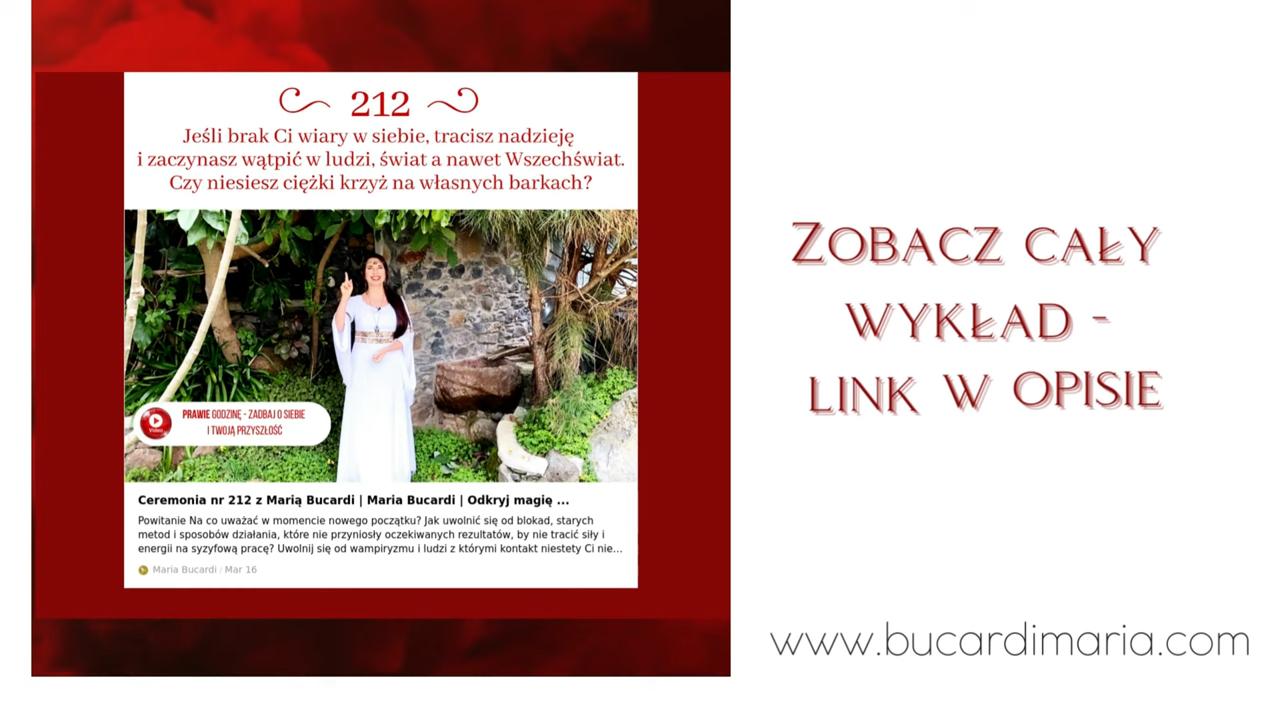 212
Jeśli brak Ci wiary w siebie, tracisz nadzieję
i zaczynasz wątpić w ludzi, świat a nawet Wszechświat.
Czy niesiesz ciężki krzyż na własnych barkach?
PRAWIE GODZINĘ - ZADBAJ O SIEBIE
I TWOJĄ PRZYSZŁOŚĆ
Video
Ceremonia nr 212 z Marią Bucardi | Maria Bucardi | Odkryj magię ...
Powitanie Na co uważać w momencie nowego początku? Jak uwolnić się od blokad, starych
metod i sposobów działania, które nie przyniosły oczekiwanych rezultatów, by nie tracić siły i
energii na syzyfową pracę? Uwolnij się od wampiryzmu i ludzi z którymi kontakt niestety Ci nie...
Maria Bucardi / Mar 16
ZOBACZ CAŁY
WYKŁAD -
LINK W OPISIE
www.bucardimaria.com